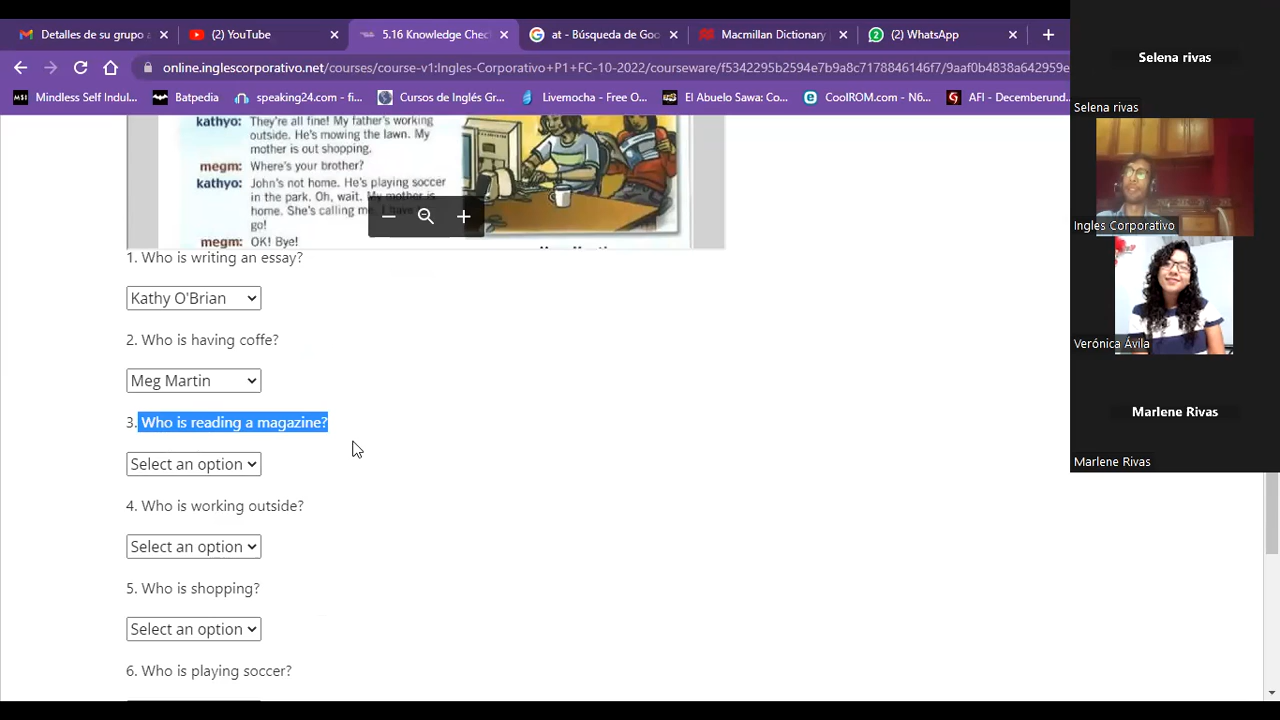 Detalles de su grupo
(2) YouTube
5.16 Knowledge Chec
at - Búsqueda de Goo
Macmillan Dictionary
(2) WhatsApp
online.inglescorporativo.net/courses/course-v1:Ingles-Corporativo+P1+FC-10-2022/courseware/f5342295b2594e7b9a8c7178846146f7/9aaf0b4838a642959e
Mindless Self Indul...
Batpedia
speaking24.com - fi...
Cursos de Inglés Gr...
Livemocha - Free O...
El Abuelo Sawa: Co...
CoolROM.com - N6...
AFI - Decemberund...
kathyo: They're all fine! My father's working
outside. He's mowing the lawn. My
mother is out shopping.
megm: Where's your brother?
kathyo: John's not home. He's playing soccer
in the park. Oh, wait. My mother is
home. She's calling me. I have
go!
megm: OK! Bye!
1. Who is writing an essay?
Kathy O'Brian
2. Who is having coffe?
Meg Martin
3. Who is reading a magazine?
Select an option
4. Who is working outside?
Select an option
5. Who is shopping?
Select an option
6. Who is playing soccer?
Selena rivas
Selena rivas
Ingles Corporativo
Verónica Ávila
Marlene Rivas
Marlene Rivas